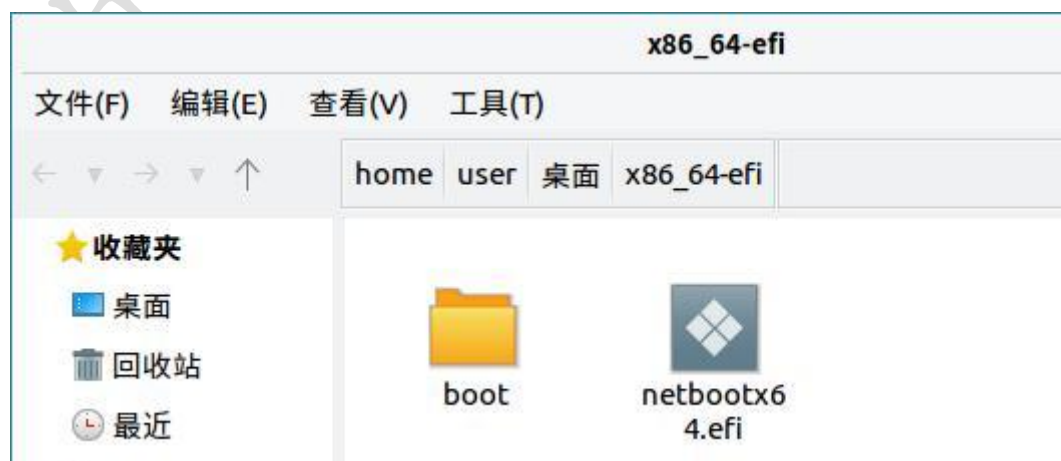 x86_64-efi
文件(F) 编辑(E) 查看(V) 工具(T)
home user 桌面 x86_64-efi
收藏夹
桌面
回收站
最近
boot
netbootx6
4.efi